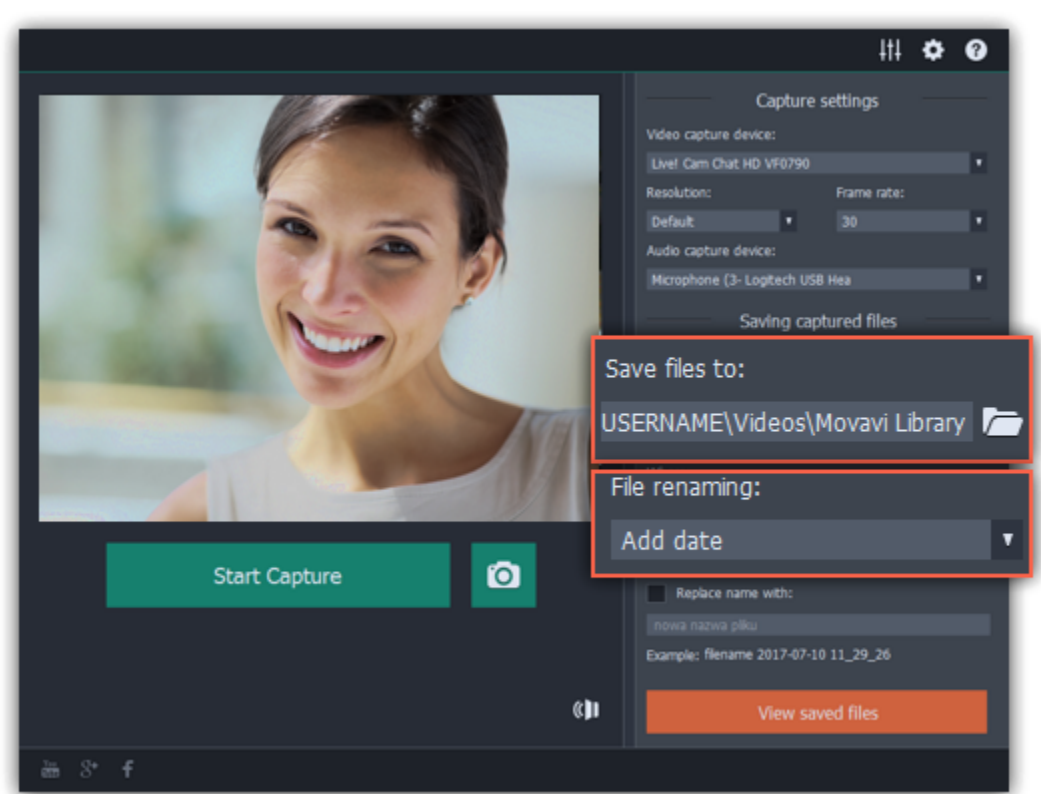 Capture settings
Video capture device:
Live! Cam Chat HD VF0790
Resolution:
Frame rate:
Default
30
Audio capture device:
Microphone (3- Logitech USB Hea
Saving captured files
Save files to:
USERNAME\Videos\Movavi Library
File renaming:
Add date
Start Capture
Replace name with:
nowa nazwa pliku
Example: filename 2017-07-10 11_29_26
View saved files